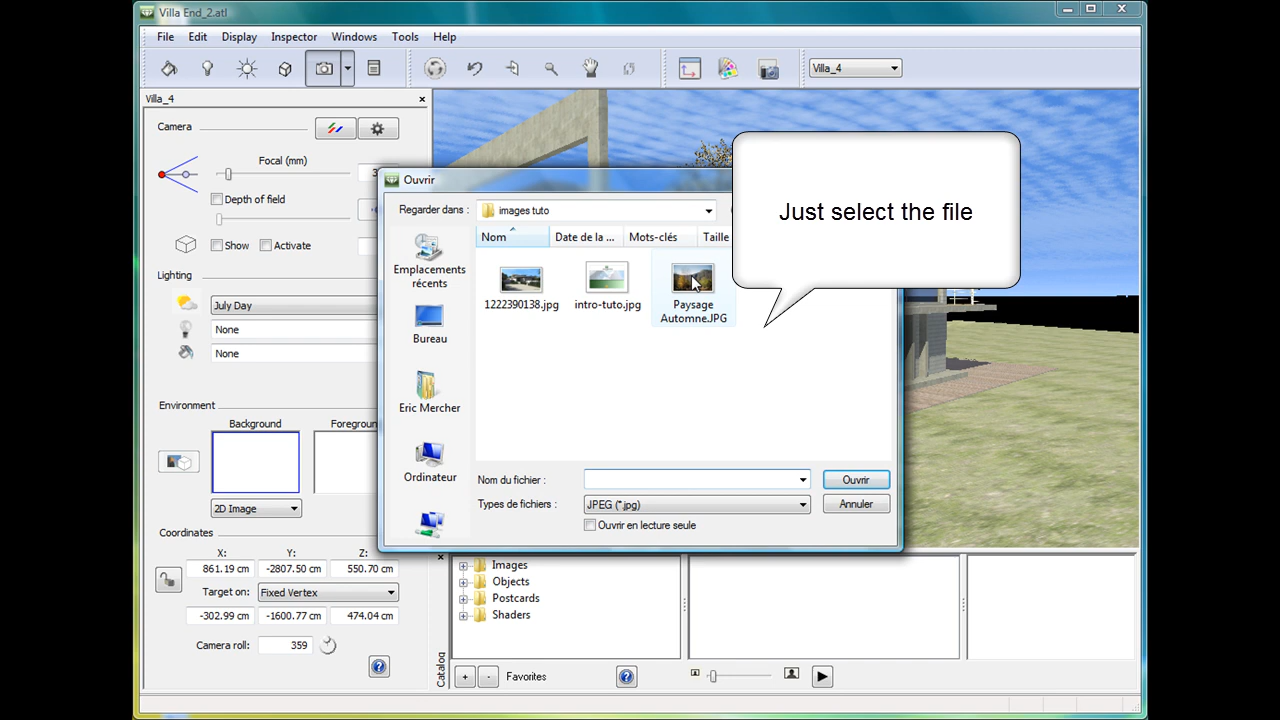 Villa End_2.atl
File Edit Display Inspector Windows Tools Help
Villa_4
Villa_4
Camera
Focal (mm)
Depth of field
Show Activate
Lighting
July Day
None
None
Environment
Background Foregroun
2D Image
Coordinates
X: Y: Z:
861.19 cm -2807.50 cm 550.70 cm
Target on: Fixed Vertex
-302.99 cm -1600.77 cm 474.04 cm
Camera roll: 359
Ouvrir
Regarder dans : images tuto
Nom Date de la ... Mots-clés Taille
Emplacements
récents
Bureau
Eric Mercher
Ordinateur
1222390138.jpg intro-tuto.jpg Paysage
Automne.JPG
Nom du fichier : Ouvrir
Types de fichiers : JPEG (*.jpg) Annuler
Ouvrir en lecture seule
Just select the file
Images
Objects
Postcards
Shaders
Catalog
+ - Favorites